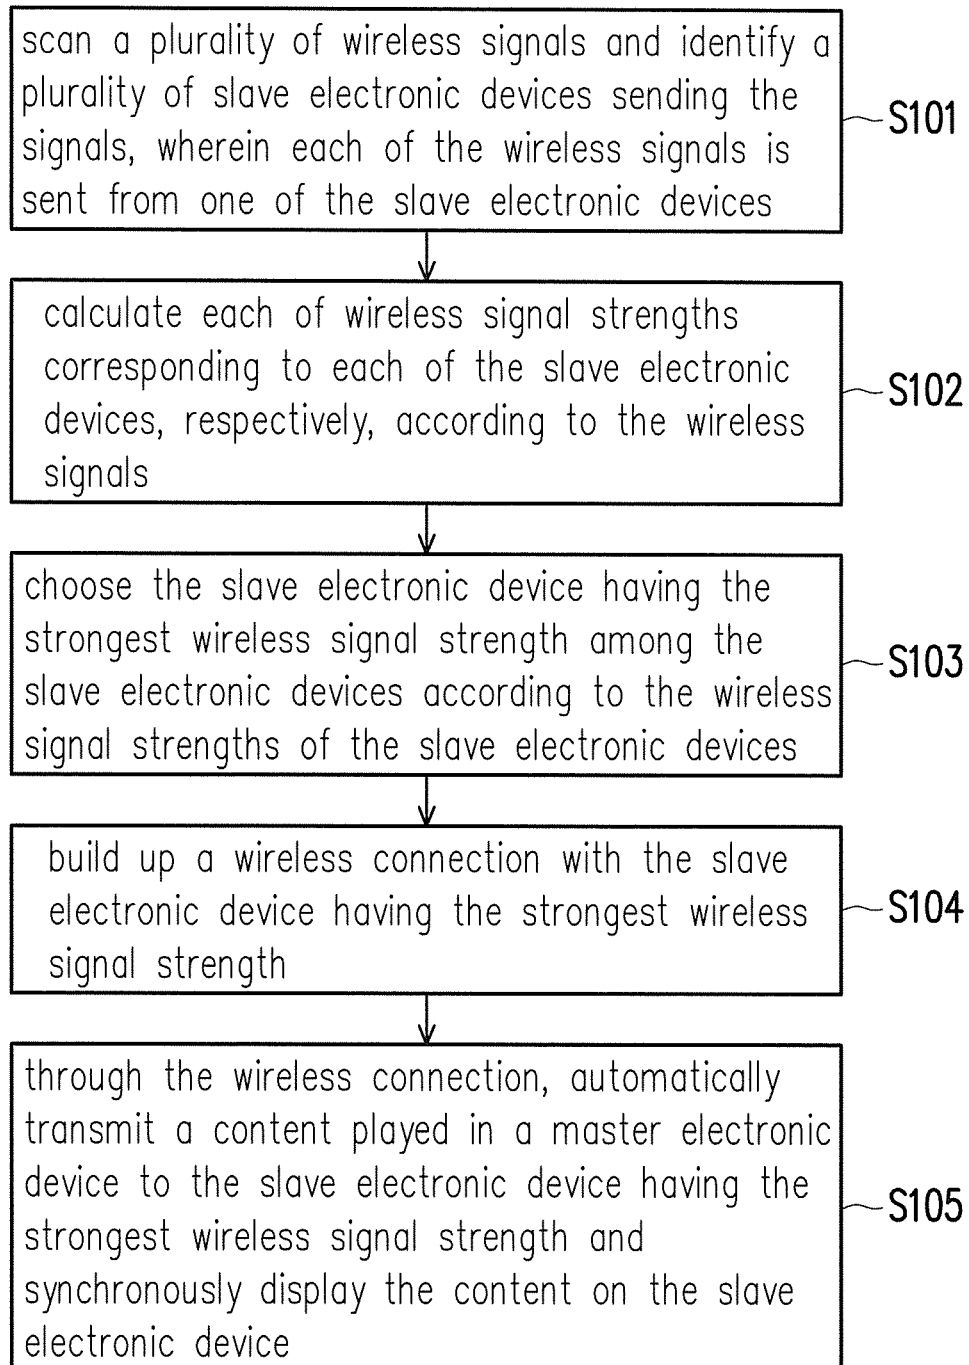 scan a plurality of wireless signals and identify a
plurality of slave electronic devices sending the
signals, wherein each of the wireless signals is
sent from one of the slave electronic devices
S101
calculate each of wireless signal strengths
corresponding to each of the slave electronic
devices, respectively, according to the wireless
signals
S102
choose the slave electronic device having the
strongest wireless signal strength among the
slave electronic devices according to the wireless
signal strengths of the slave electronic devices
S103
build up a wireless connection with the slave
electronic device having the strongest wireless
signal strength
S104
through the wireless connection, automatically
transmit a content played in a master electronic
device to the slave electronic device having the
strongest wireless signal strength and
synchronously display the content on the slave
electronic device
S105